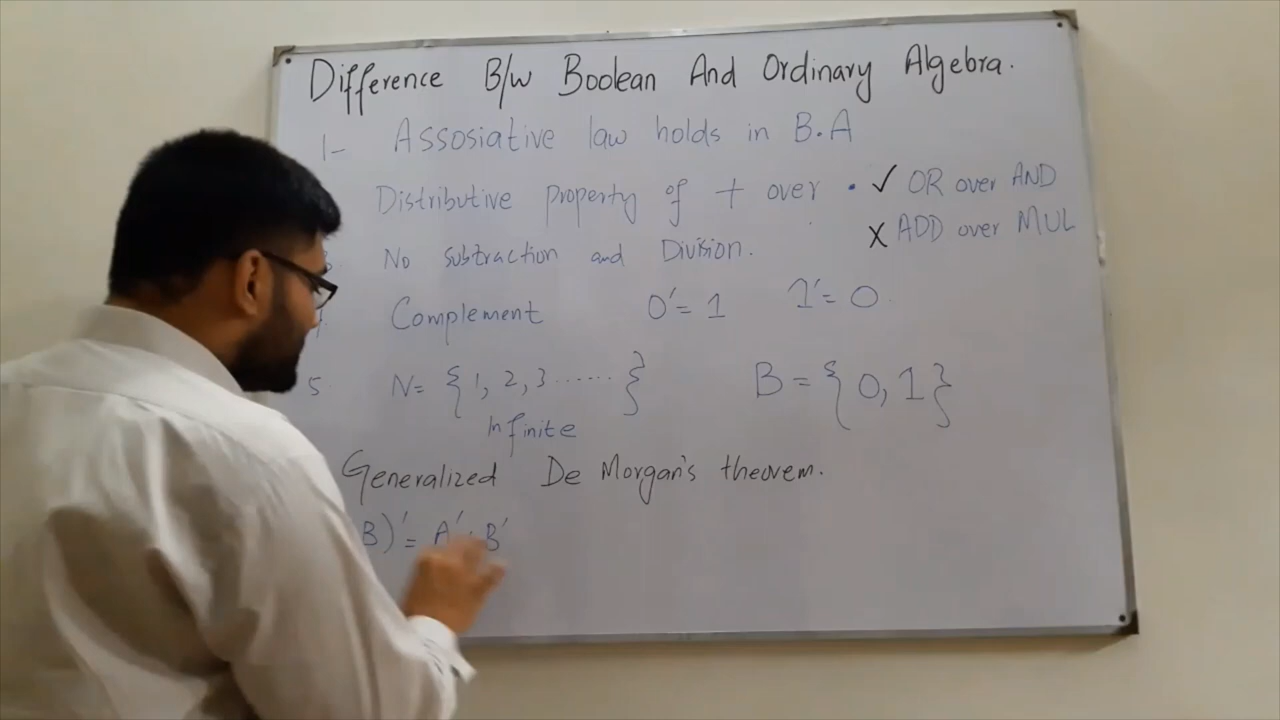 Difference B/w Boolean And Ordinary Algebra.
1- Assosiative law holds in B.A
Distributive Property of + over • ✓ OR over AND
X ADD over MUL
No subtraction and Division.
Complement 0' = 1 1' = 0.
5. N = { 1, 2, 3 ...... } B = { 0, 1 }
Infinite
Generalized De Morgan's theorem.
B)' = A' . B'